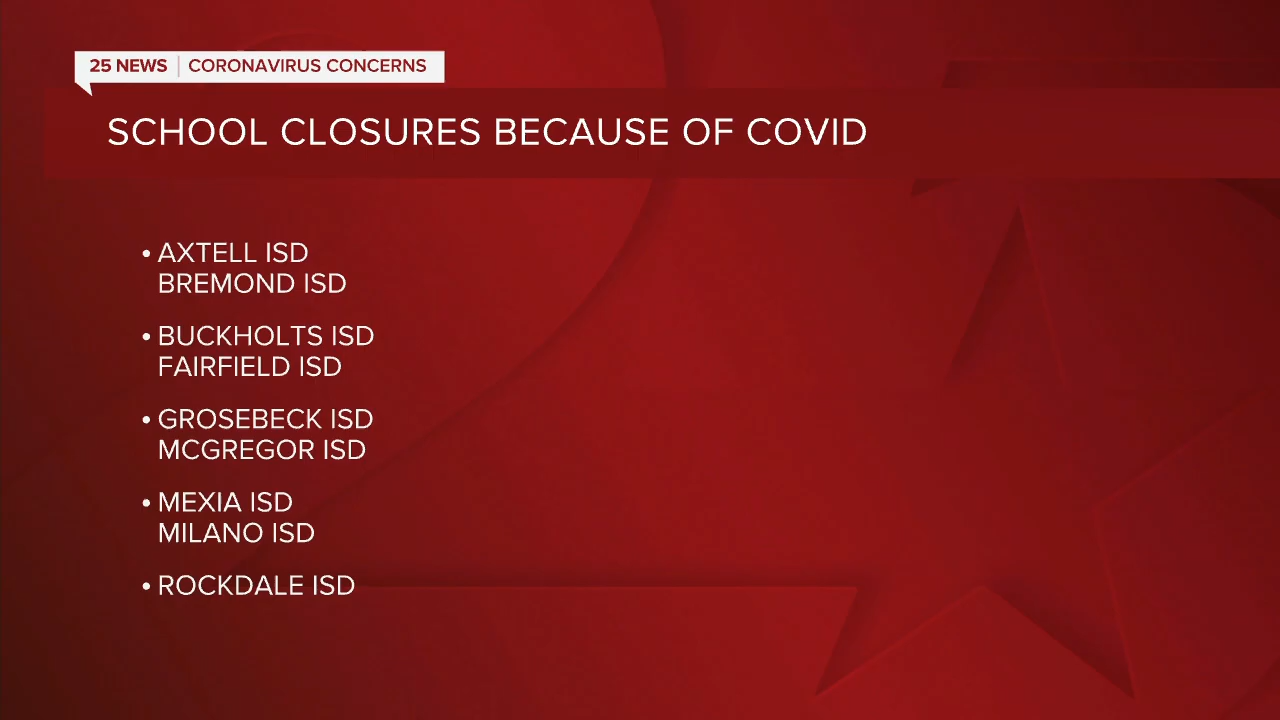 25 NEWS | CORONAVIRUS CONCERNS
SCHOOL CLOSURES BECAUSE OF COVID
• AXTELL ISD
BREMOND ISD
• BUCKHOLTS ISD
FAIRFIELD ISD
• GROSEBECK ISD
MCGREGOR ISD
• MEXIA ISD
MILANO ISD
• ROCKDALE ISD